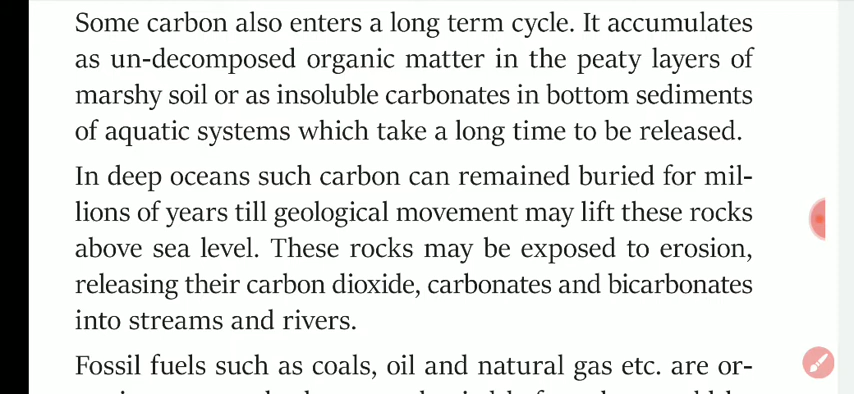 Some carbon also enters a long term cycle. It accumulates
as un-decomposed organic matter in the peaty layers of
marshy soil or as insoluble carbonates in bottom sediments
of aquatic systems which take a long time to be released.
In deep oceans such carbon can remained buried for mil-
lions of years till geological movement may lift these rocks
above sea level. These rocks may be exposed to erosion,
releasing their carbon dioxide, carbonates and bicarbonates
into streams and rivers.
Fossil fuels such as coals, oil and natural gas etc. are or-